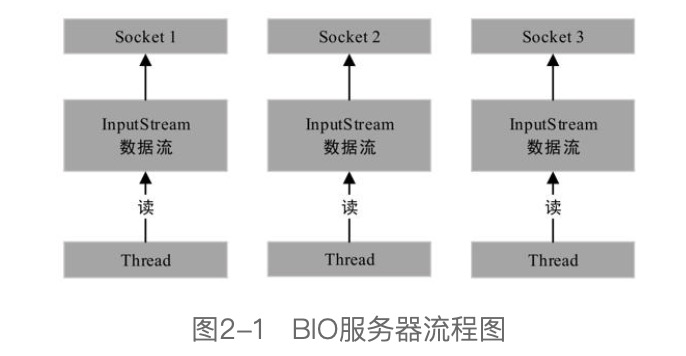 Socket 1 Socket 2 Socket 3
InputStream InputStream InputStream
数据流 数据流 数据流
读 读 读
Thread Thread Thread
图2-1 BIO服务器流程图